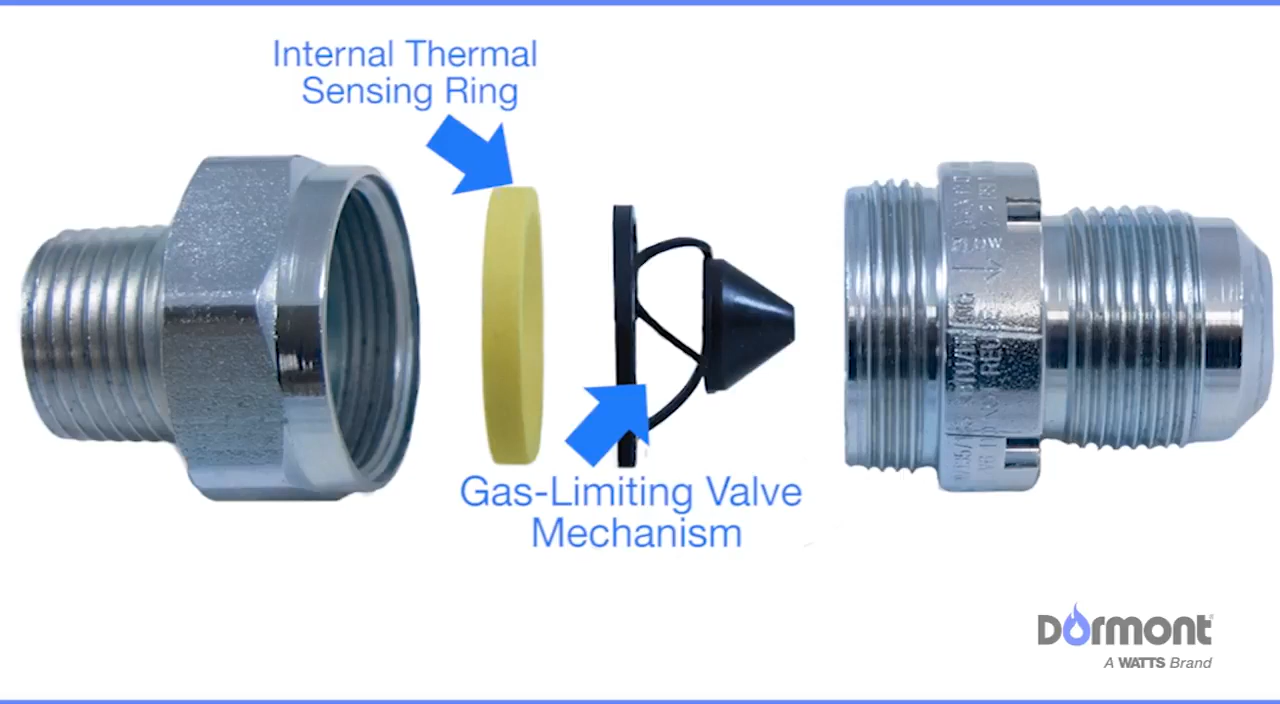 Internal Thermal
Sensing Ring
Gas-Limiting Valve
Mechanism
Dormont
A WATTS Brand